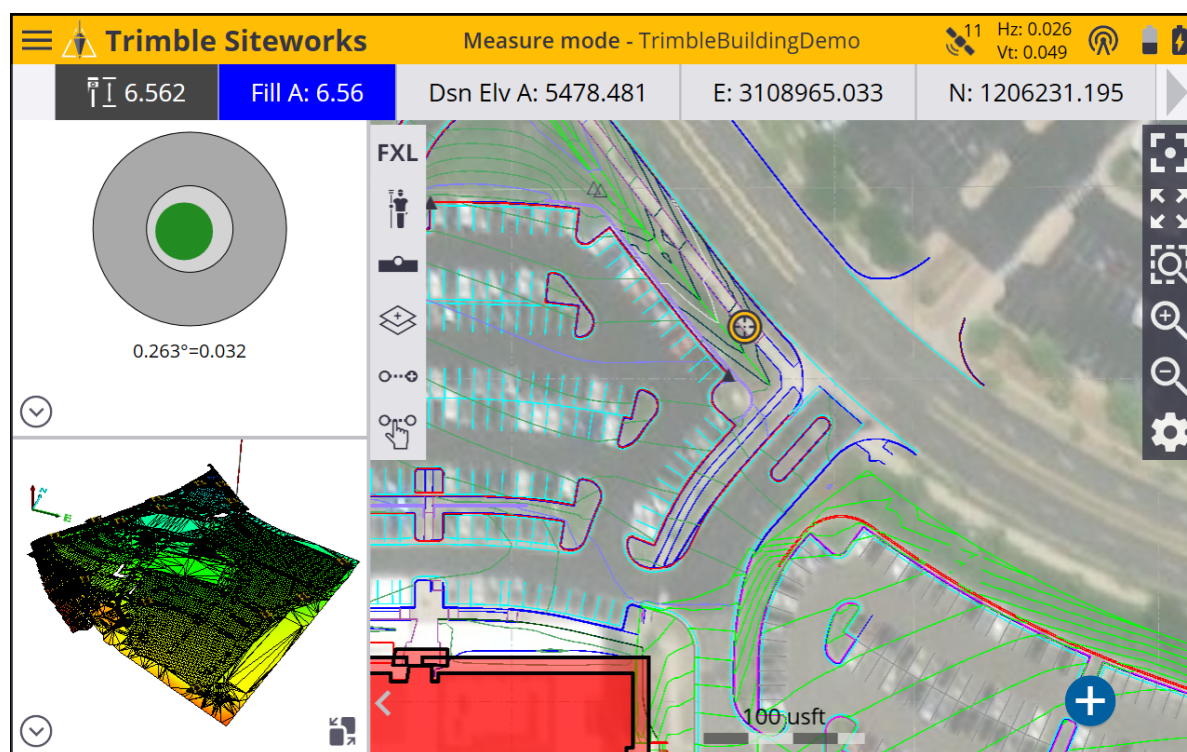 Trimble Siteworks
Measure mode - TrimbleBuildingDemo
11
Hz: 0.026
Vt: 0.049
6.562
Fill A: 6.56
Dsn Elv A: 5478.481
E: 3108965.033
N: 1206231.195
FXL
0.263°=0.032
E
100 usft